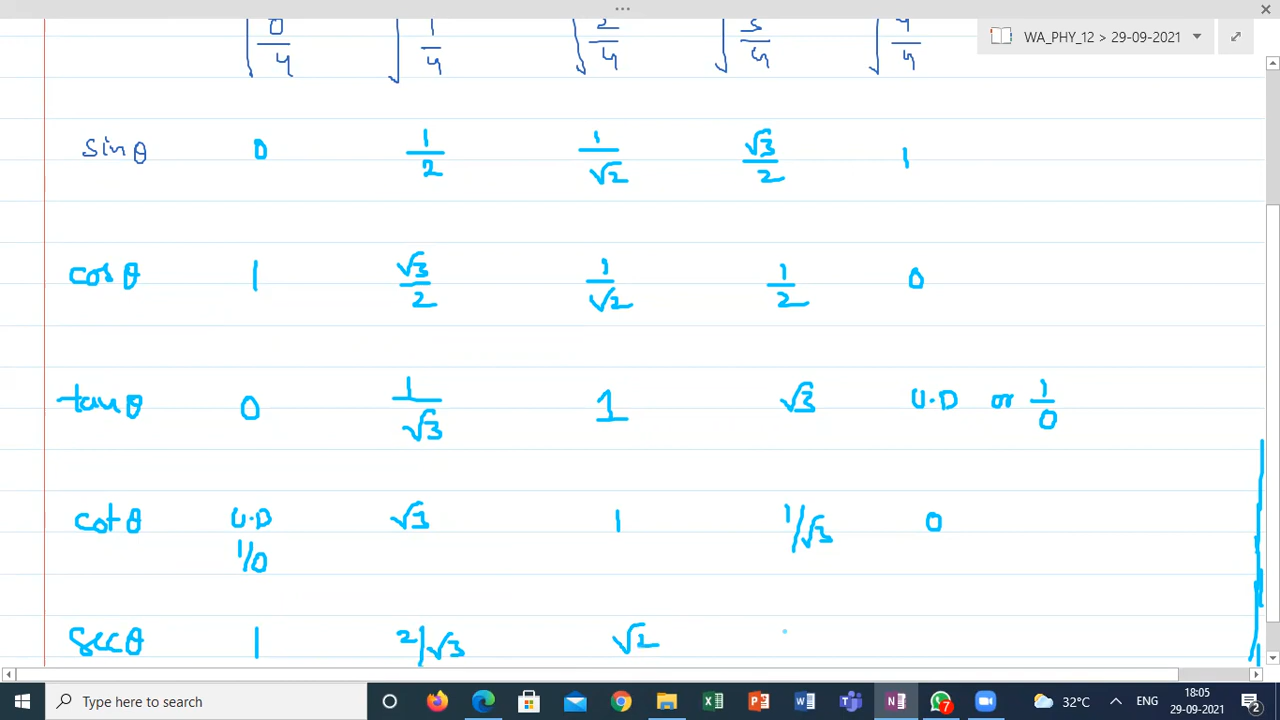 ...
WA_PHY_12 > 29-09-2021
√0/4 √1/4 √2/4 √3/4 √4/4
sinθ 0 1/2 1/√2 √3/2 1
cosθ 1 √3/2 1/√2 1/2 0
tanθ 0 1/√3 1 √3 U.D or 1/0
cotθ U.D 1/0 √3 1 1/√3 0
secθ 1 2/√3 √2
Type here to search
32°C ENG 18:05
29-09-2021
7
2